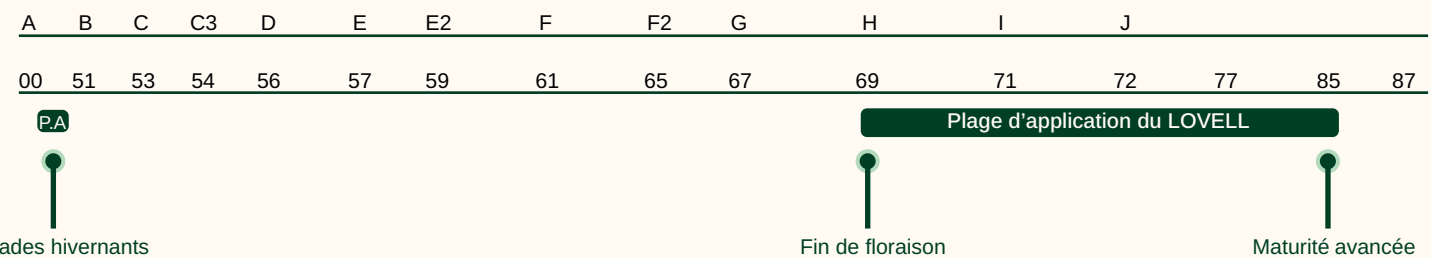 A B C C3 D E E2 F F2 G H I J
00 51 53 54 56 57 59 61 65 67 69 71 72 77 85 87
P.A Plage d'application du LOVELL
ades hivernants Fin de floraison Maturité avancée